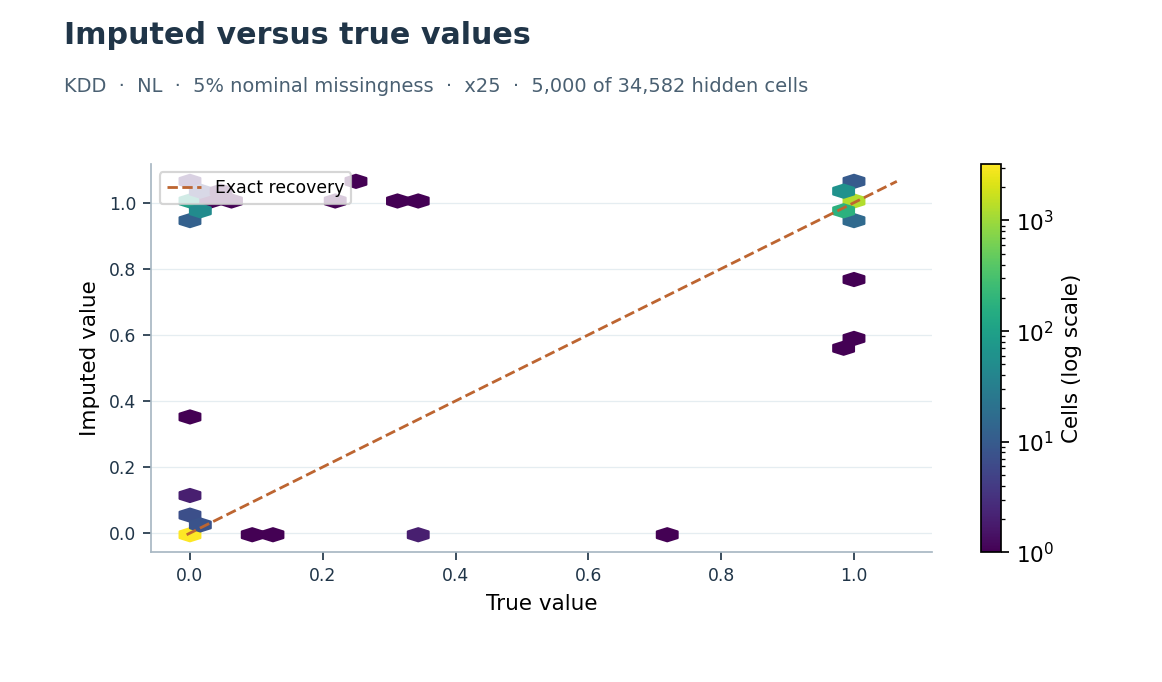 Imputed versus true values
KDD · NL · 5% nominal missingness · x25 · 5,000 of 34,582 hidden cells
Exact recovery
1.0
0.8
0.6
0.4
0.2
0.0
Imputed value
0.0 0.2 0.4 0.6 0.8 1.0
True value
10³
10²
10¹
10⁰
Cells (log scale)